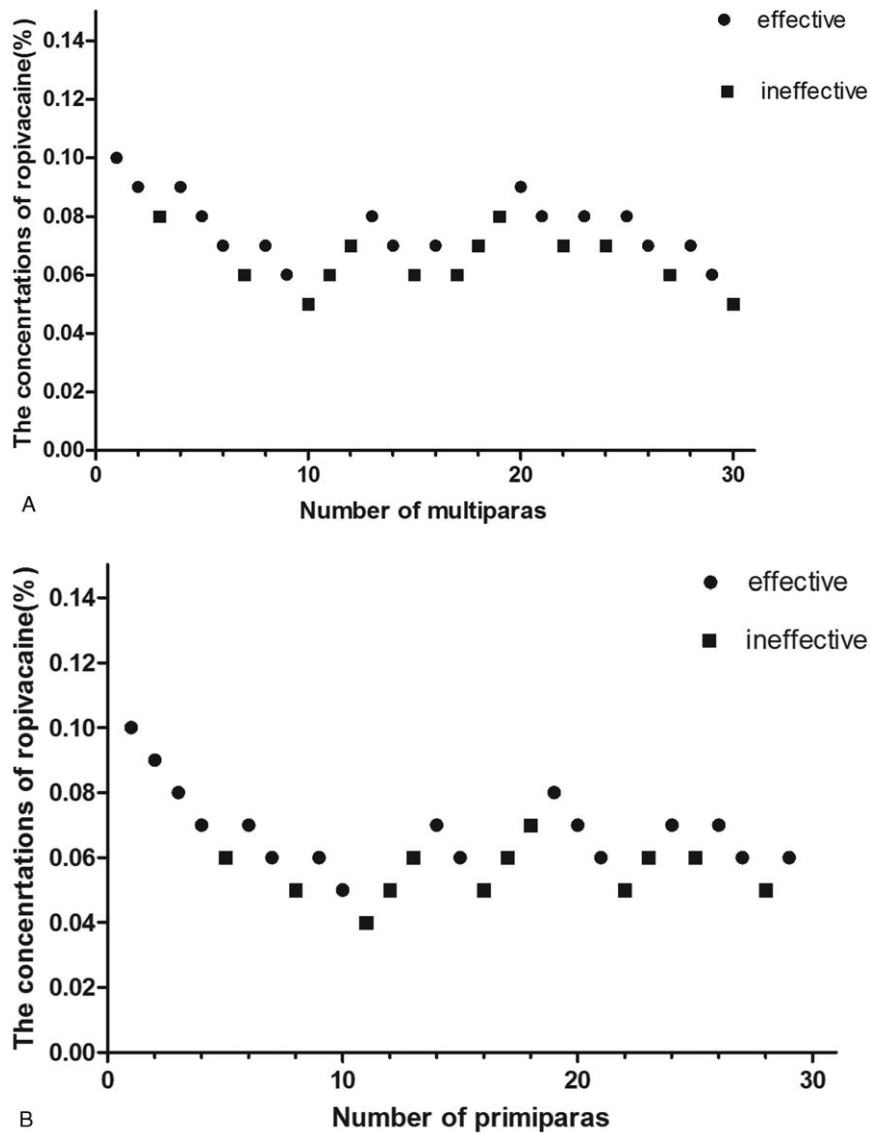 The concenrtations of ropivacaine(%)
0.14
0.12
0.10
0.08
0.06
0.04
0.02
0.00
0
10
20
30
effective
ineffective
Number of multiparas
A
The concenrtations of ropivacaine(%)
0.14
0.12
0.10
0.08
0.06
0.04
0.02
0.00
0
10
20
30
effective
ineffective
Number of primiparas
B